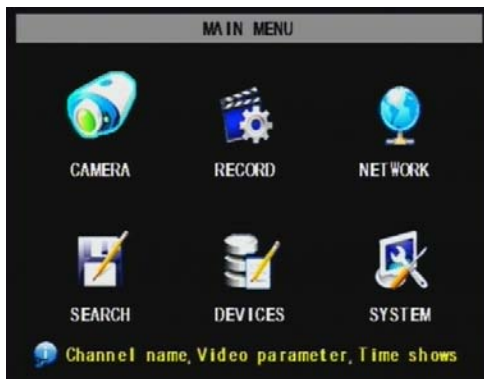 MAIN MENU
CAMERA RECORD NETWORK
SEARCH DEVICES SYSTEM
Channel name, Video parameter, Time shows